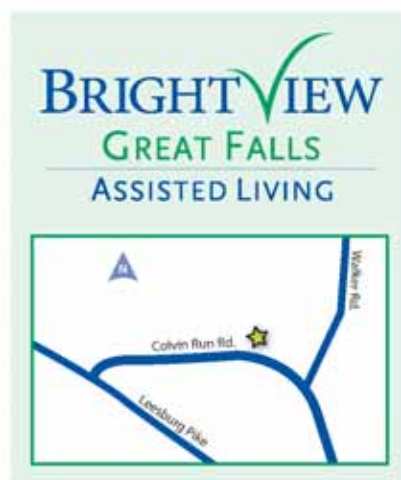 BRIGHTVIEW
GREAT FALLS
ASSISTED LIVING
N
Walker Rd.
Colvin Run Rd.
Leesburg Pike